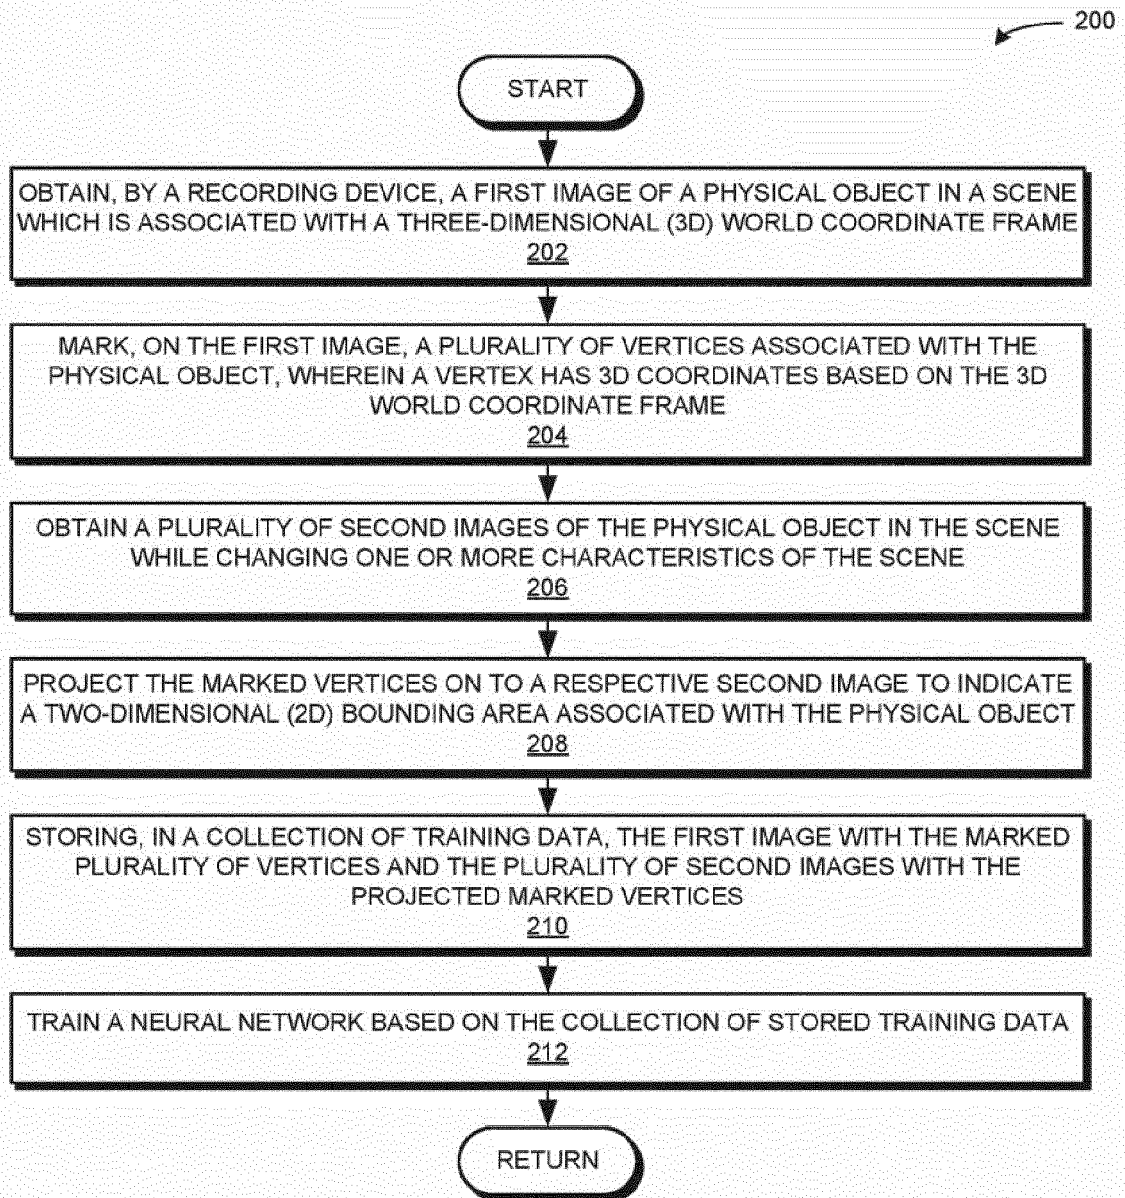 200
START
OBTAIN, BY A RECORDING DEVICE, A FIRST IMAGE OF A PHYSICAL OBJECT IN A SCENE
WHICH IS ASSOCIATED WITH A THREE-DIMENSIONAL (3D) WORLD COORDINATE FRAME
202
MARK, ON THE FIRST IMAGE, A PLURALITY OF VERTICES ASSOCIATED WITH THE
PHYSICAL OBJECT, WHEREIN A VERTEX HAS 3D COORDINATES BASED ON THE 3D
WORLD COORDINATE FRAME
204
OBTAIN A PLURALITY OF SECOND IMAGES OF THE PHYSICAL OBJECT IN THE SCENE
WHILE CHANGING ONE OR MORE CHARACTERISTICS OF THE SCENE
206
PROJECT THE MARKED VERTICES ON TO A RESPECTIVE SECOND IMAGE TO INDICATE
A TWO-DIMENSIONAL (2D) BOUNDING AREA ASSOCIATED WITH THE PHYSICAL OBJECT
208
STORING, IN A COLLECTION OF TRAINING DATA, THE FIRST IMAGE WITH THE MARKED
PLURALITY OF VERTICES AND THE PLURALITY OF SECOND IMAGES WITH THE
PROJECTED MARKED VERTICES
210
TRAIN A NEURAL NETWORK BASED ON THE COLLECTION OF STORED TRAINING DATA
212
RETURN